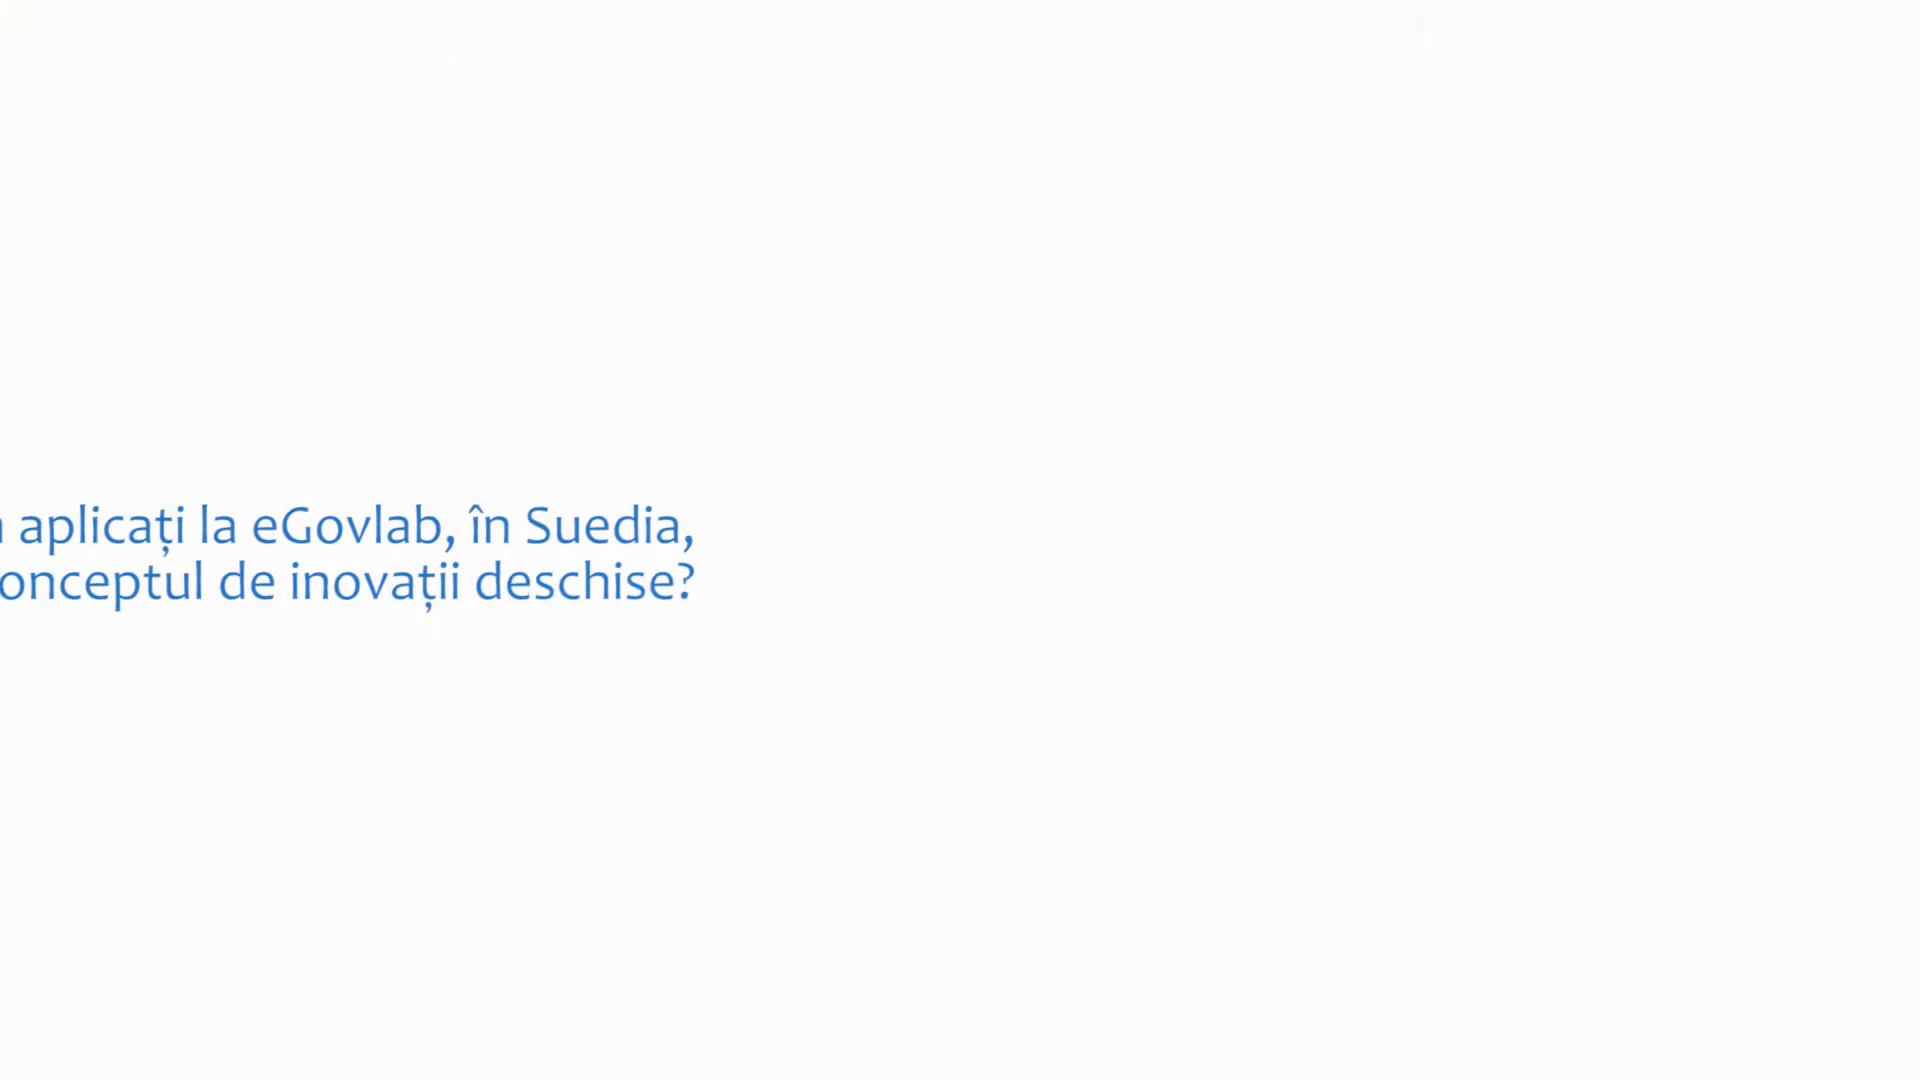 aplicați la eGovlab, în Suedia,
onceptul de inovații deschise?